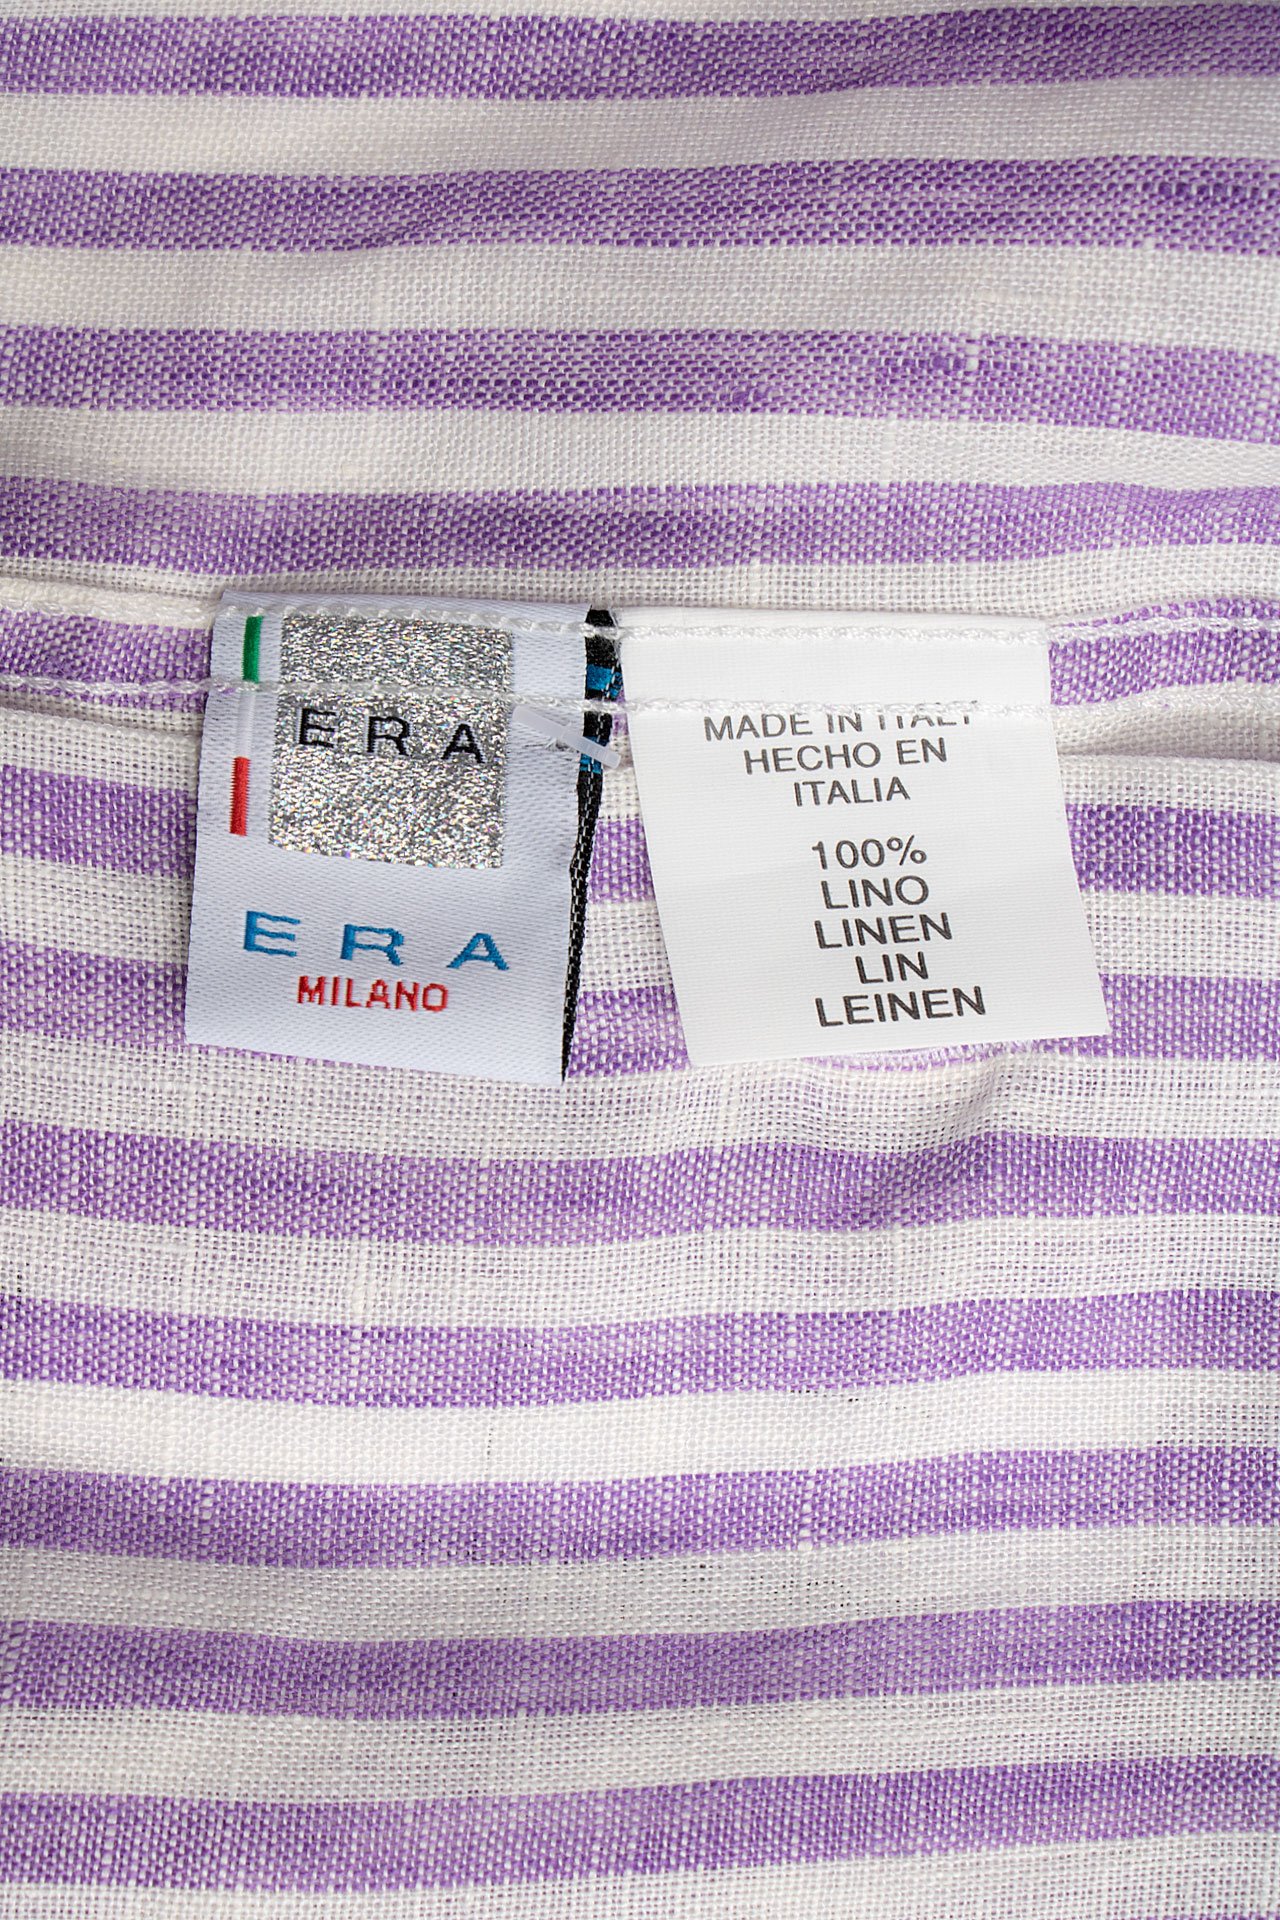 ERA
ERA
MILANO
MADE IN ITALY
HECHO EN
ITALIA
100%
LINO
LINEN
LIN
LEINEN